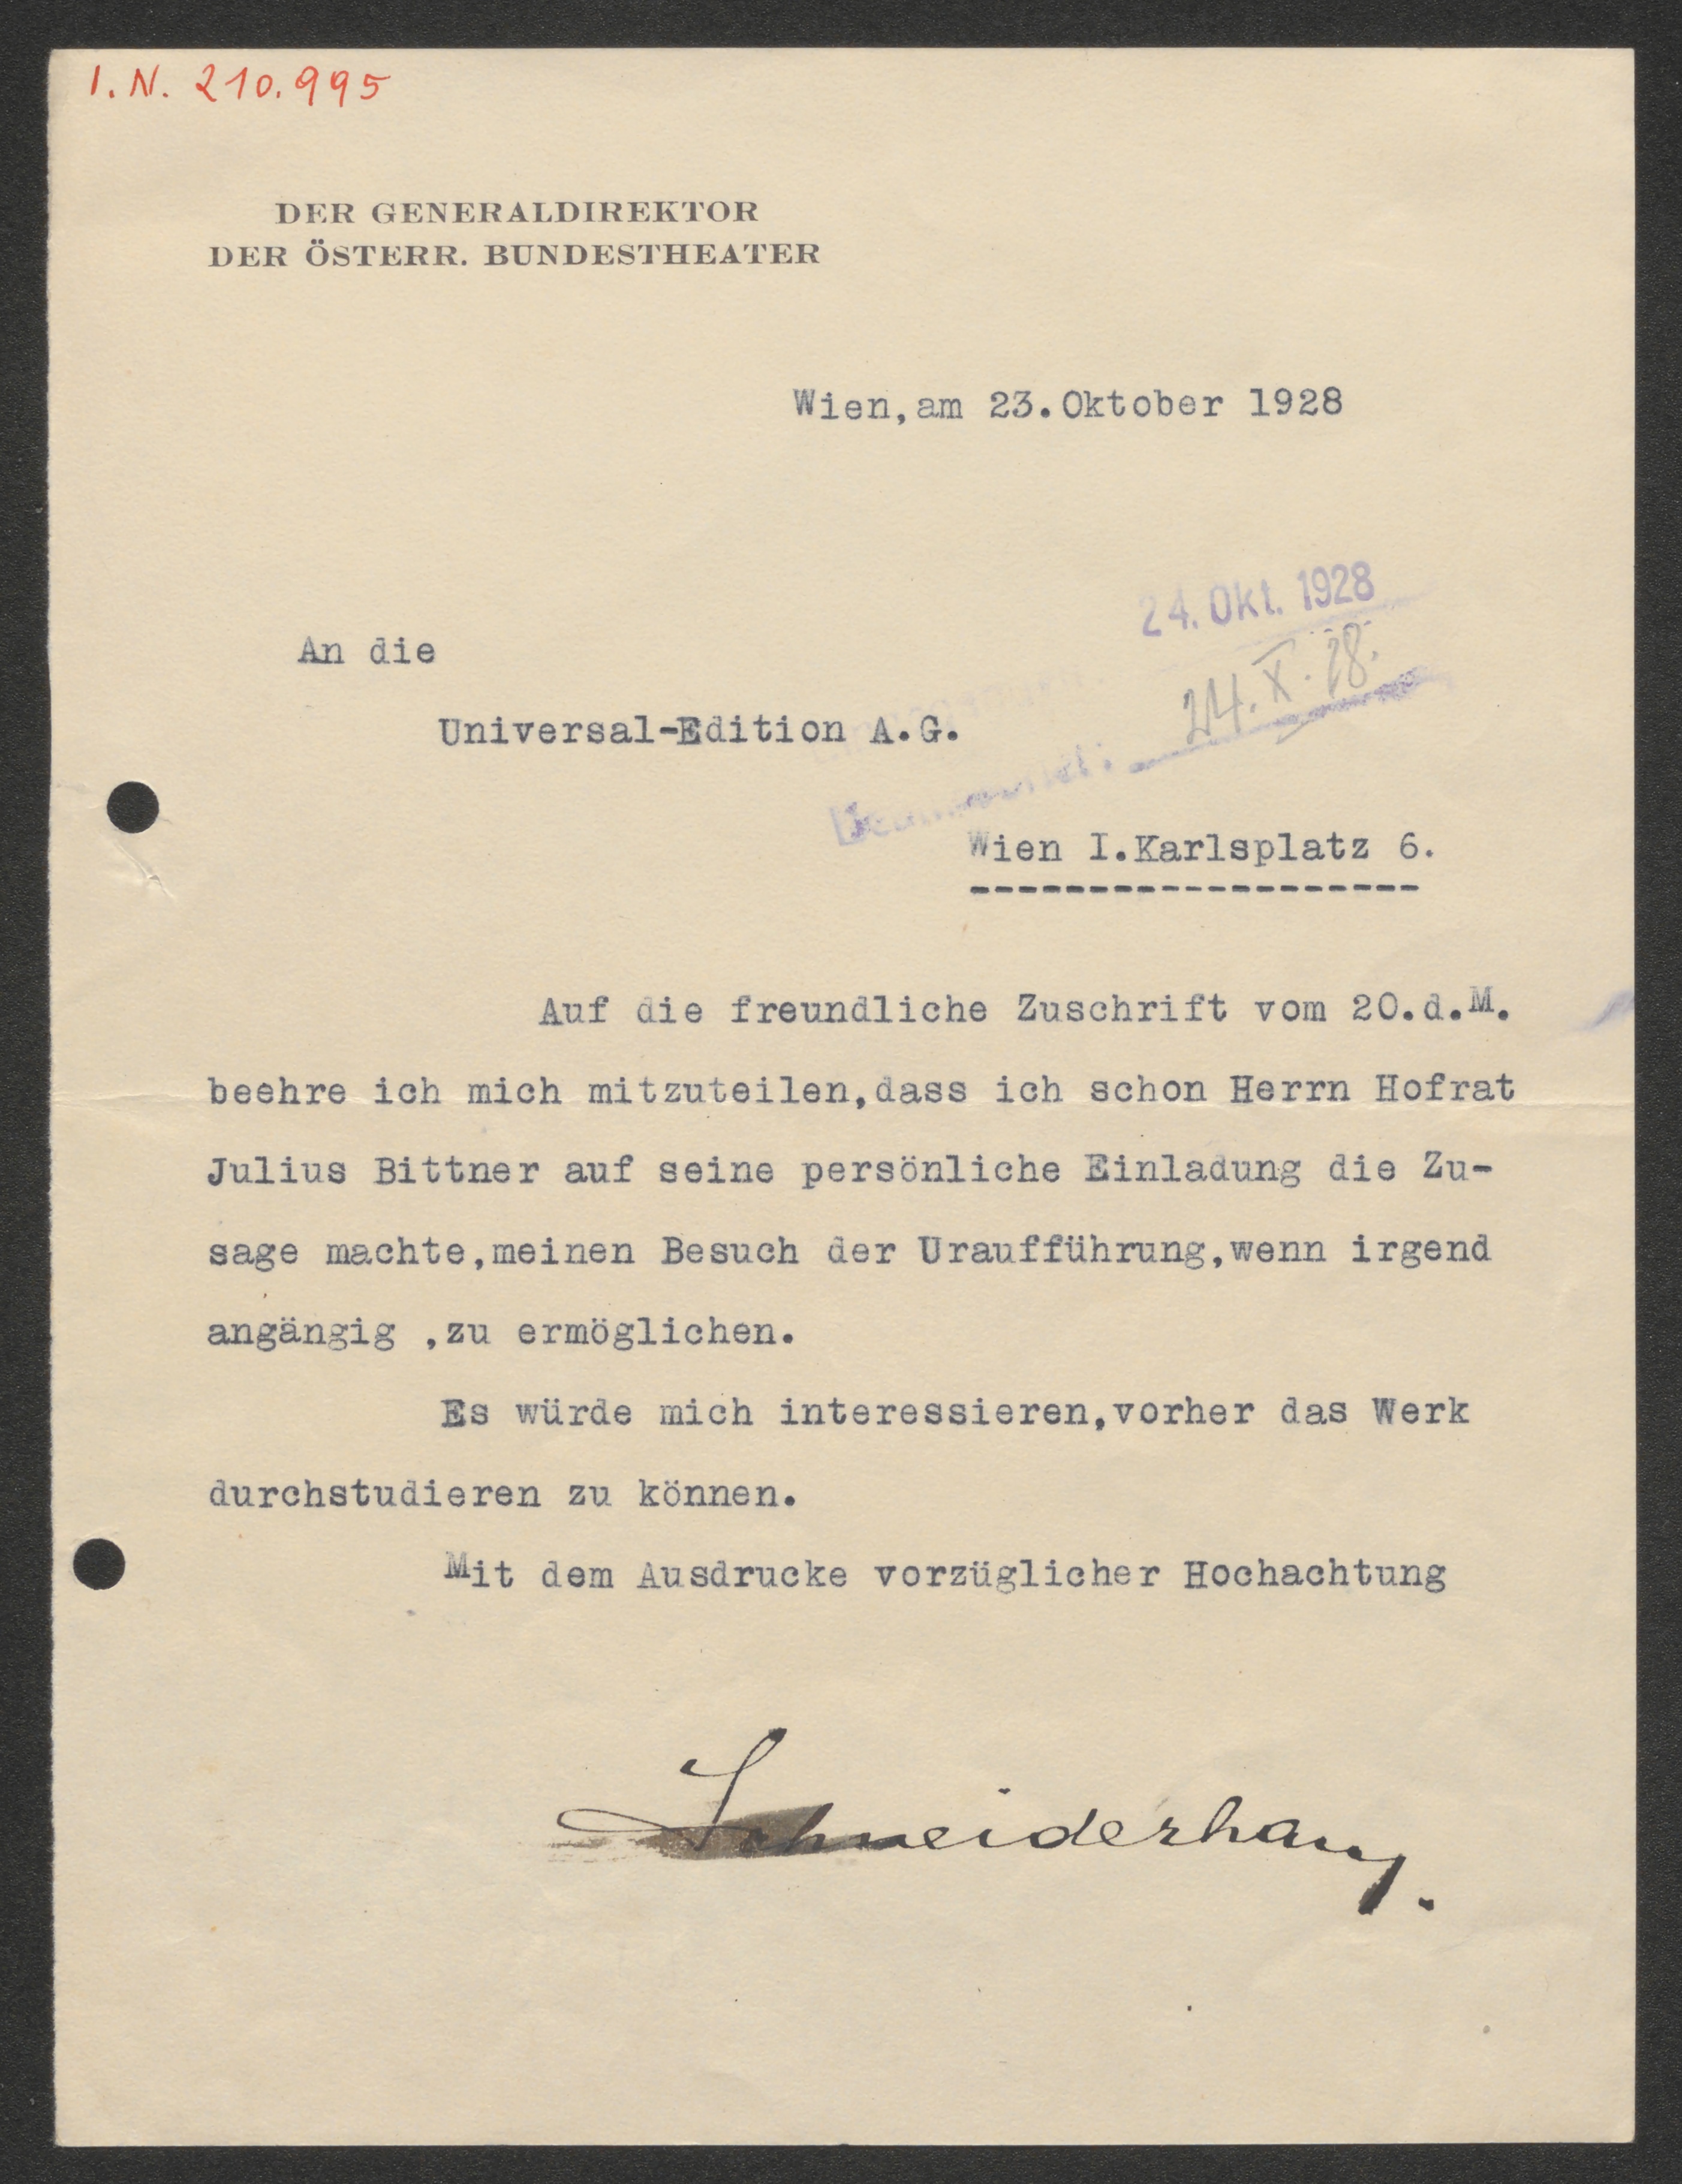 I.N. 210.995
DER GENERALDIREKTOR
DER ÖSTERR. BUNDESTHEATER
Wien,am 23.Oktober 1928
24. Okt. 1928
24. X. 28.
An die
Universal-Edition A.G.
Wien I.Karlsplatz 6.
-------------------
Auf die freundliche Zuschrift vom 20.d.M.
beehre ich mich mitzuteilen,dass ich schon Herrn Hofrat
Julius Bittner auf seine persönliche Einladung die Zu-
sage machte,meinen Besuch der Uraufführung,wenn irgend
angängig ,zu ermöglichen.
Es würde mich interessieren,vorher das Werk
durchstudieren zu können.
Mit dem Ausdrucke vorzüglicher Hochachtung
Schneiderhan.